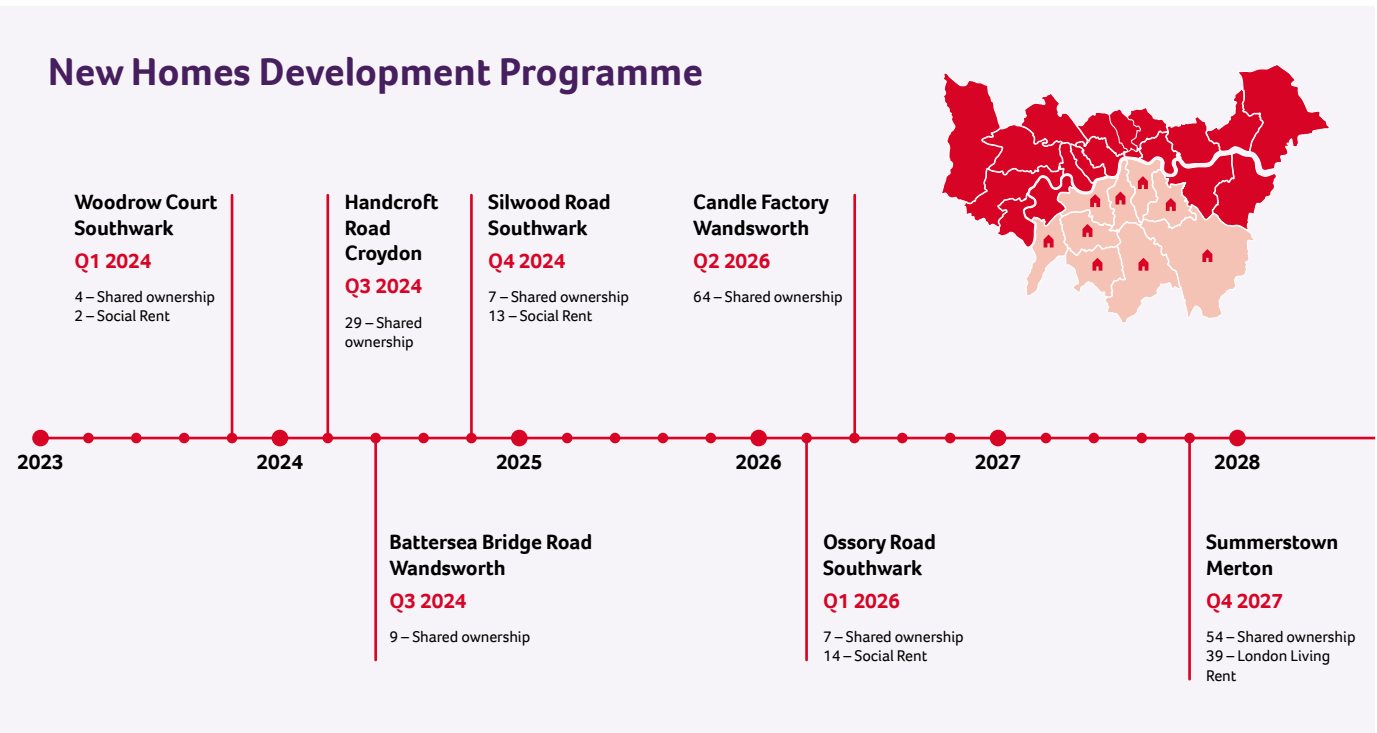 New Homes Development Programme
Woodrow Court
Southwark
Q1 2024
4 – Shared ownership
2 – Social Rent
Handcroft
Road
Croydon
Q3 2024
29 – Shared
ownership
Silwood Road
Southwark
Q4 2024
7 – Shared ownership
13 – Social Rent
Candle Factory
Wandsworth
Q2 2026
64 – Shared ownership
2023
2024
2025
2026
2027
2028
Battersea Bridge Road
Wandsworth
Q3 2024
9 – Shared ownership
Ossory Road
Southwark
Q1 2026
7 – Shared ownership
14 – Social Rent
Summerstown
Merton
Q4 2027
54 – Shared ownership
39 – London Living
Rent